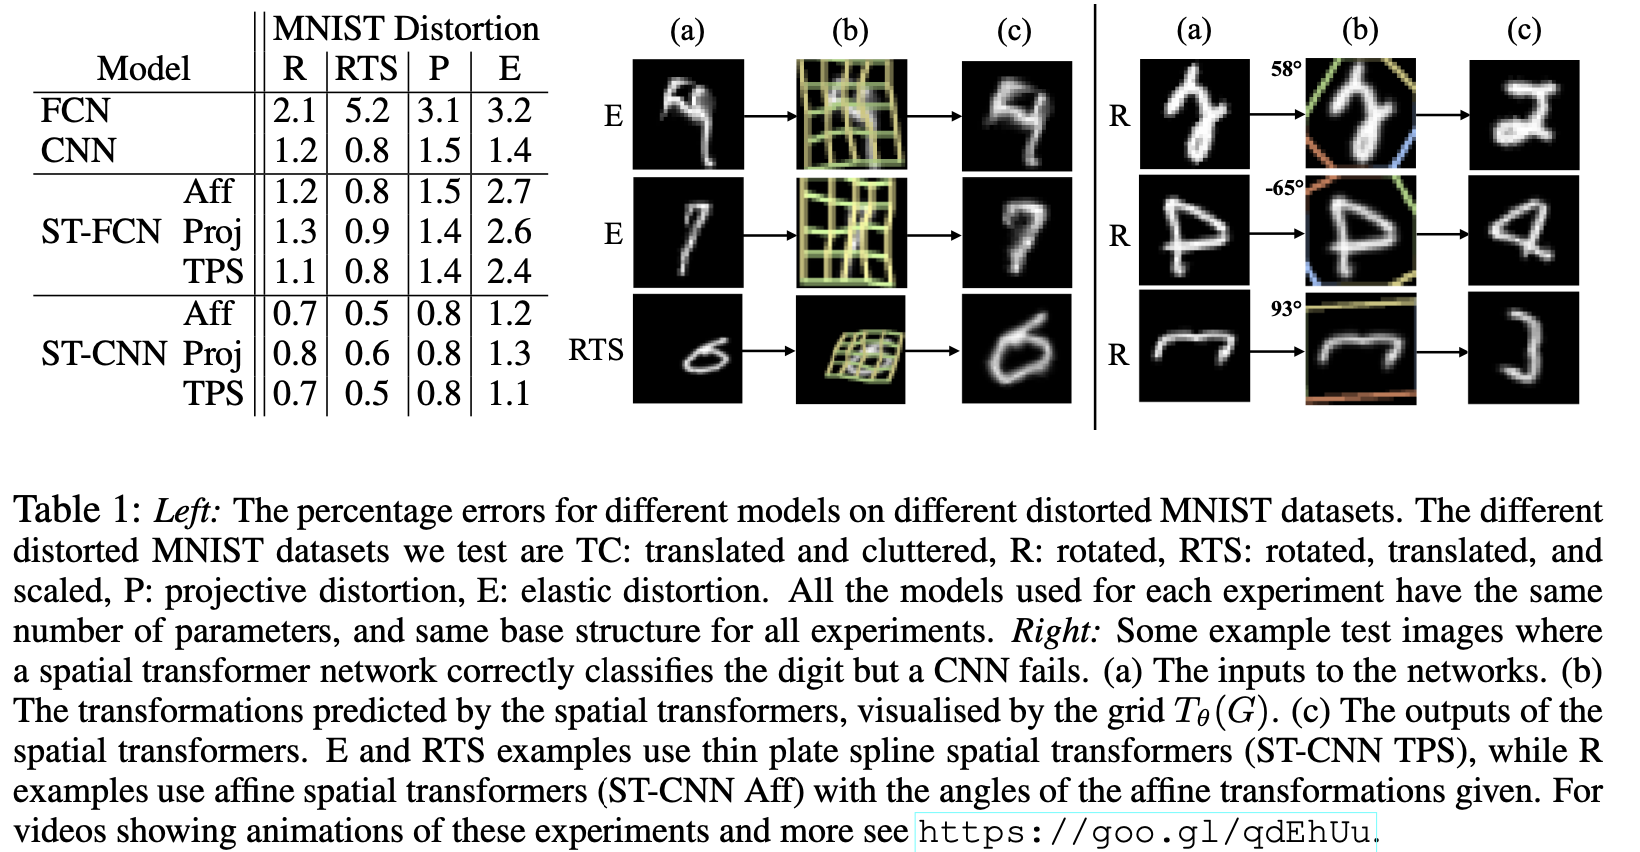 MNIST Distortion
Model R RTS P E
FCN 2.1 5.2 3.1 3.2
CNN 1.2 0.8 1.5 1.4
Aff 1.2 0.8 1.5 2.7
ST-FCN Proj 1.3 0.9 1.4 2.6
TPS 1.1 0.8 1.4 2.4
Aff 0.7 0.5 0.8 1.2
ST-CNN Proj 0.8 0.6 0.8 1.3
TPS 0.7 0.5 0.8 1.1
(a) (b) (c)
E
E
RTS
(a) (b) (c)
R 58°
R -65°
R 93°
Table 1: Left: The percentage errors for different models on different distorted MNIST datasets. The different
distorted MNIST datasets we test are TC: translated and cluttered, R: rotated, RTS: rotated, translated, and
scaled, P: projective distortion, E: elastic distortion. All the models used for each experiment have the same
number of parameters, and same base structure for all experiments. Right: Some example test images where
a spatial transformer network correctly classifies the digit but a CNN fails. (a) The inputs to the networks. (b)
The transformations predicted by the spatial transformers, visualised by the grid Tθ(G). (c) The outputs of the
spatial transformers. E and RTS examples use thin plate spline spatial transformers (ST-CNN TPS), while R
examples use affine spatial transformers (ST-CNN Aff) with the angles of the affine transformations given. For
videos showing animations of these experiments and more see https://goo.gl/qdEhUu.